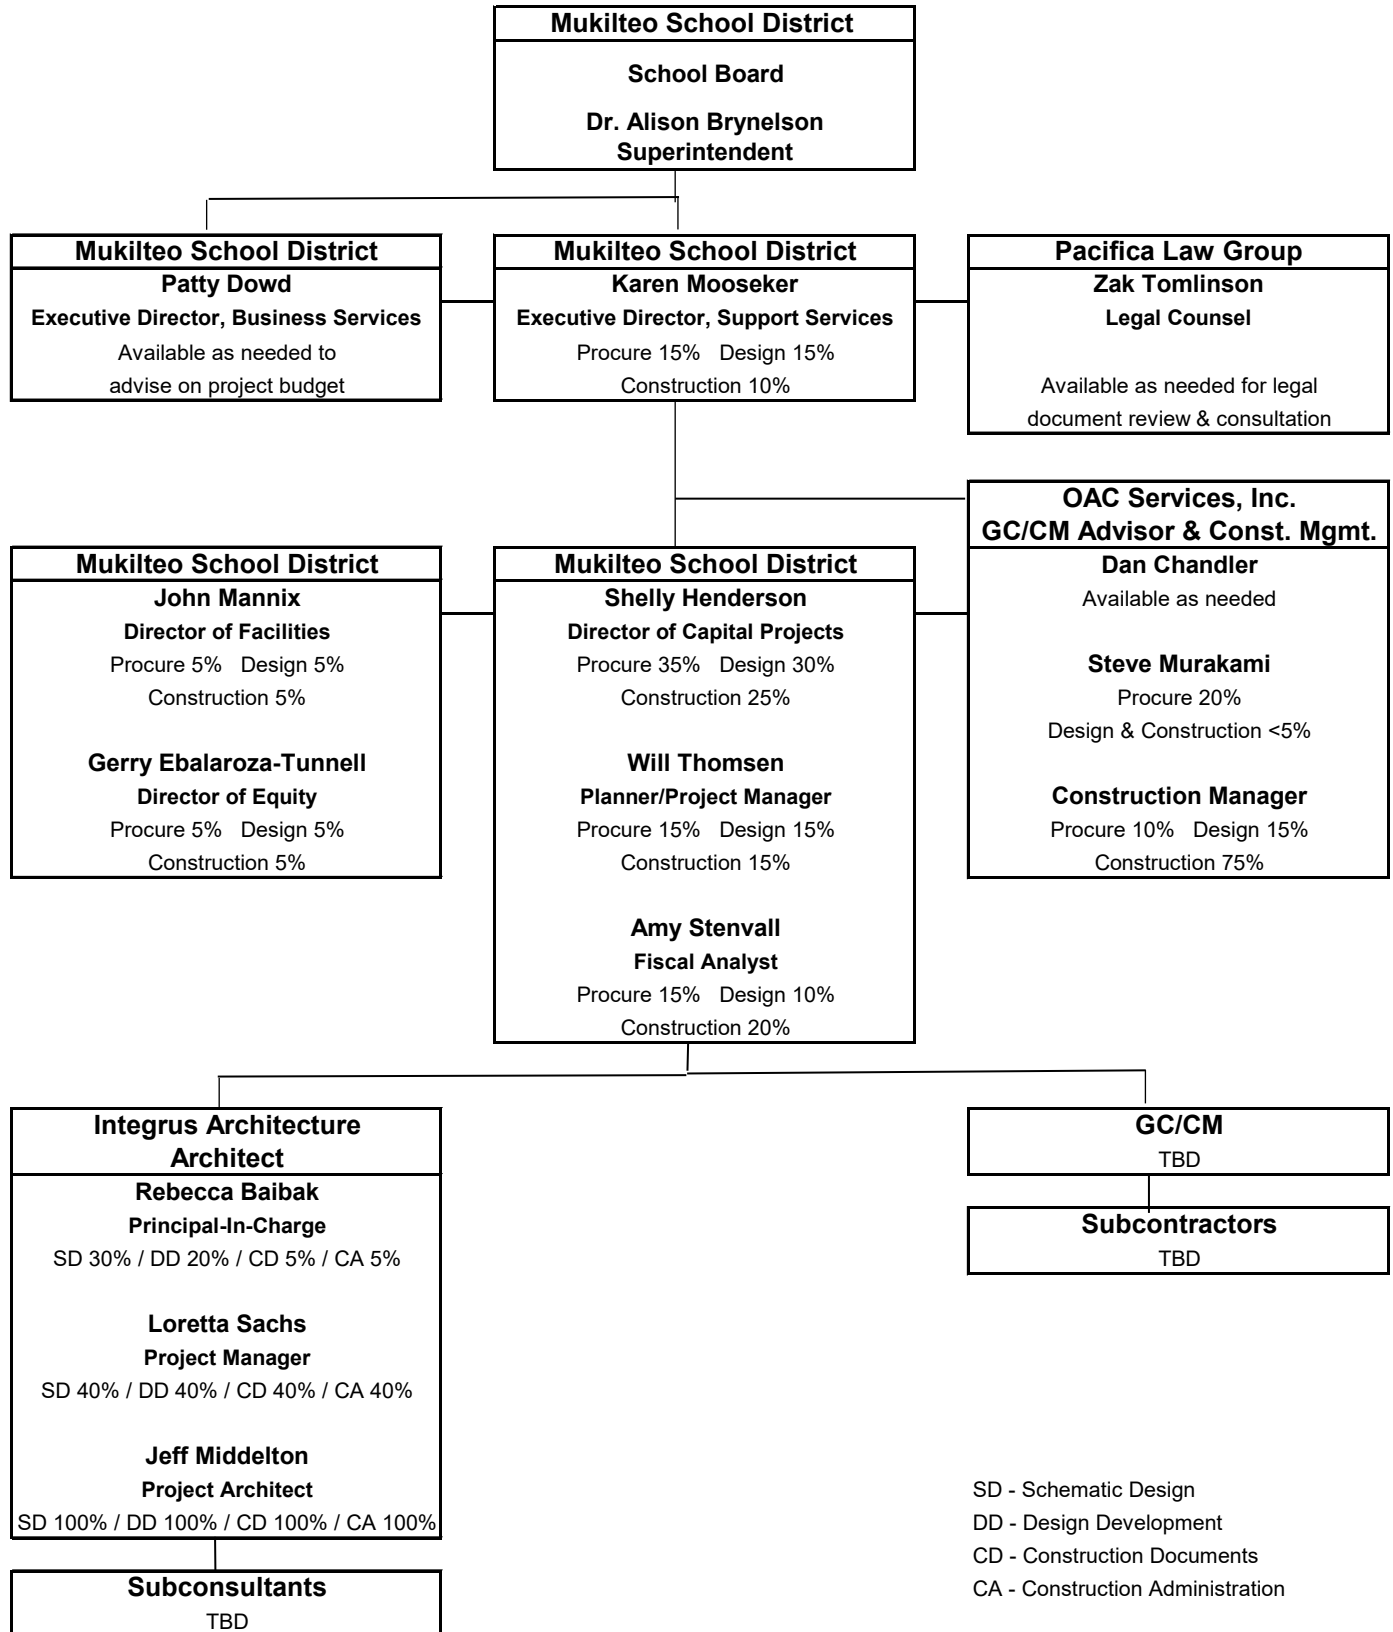 Mukilteo School District
School Board
Dr. Alison Brynelson
Superintendent
Mukilteo School District
Patty Dowd
Executive Director, Business Services
Available as needed to
advise on project budget
Mukilteo School District
Karen Mooseker
Executive Director, Support Services
Procure 15% Design 15%
Construction 10%
Pacifica Law Group
Zak Tomlinson
Legal Counsel
Available as needed for legal
document review & consultation
OAC Services, Inc.
GC/CM Advisor & Const. Mgmt.
Dan Chandler
Available as needed
Steve Murakami
Procure 20%
Design & Construction <5%
Construction Manager
Procure 10% Design 15%
Construction 75%
Mukilteo School District
John Mannix
Director of Facilities
Procure 5% Design 5%
Construction 5%
Gerry Ebalaroza-Tunnell
Director of Equity
Procure 5% Design 5%
Construction 5%
Mukilteo School District
Shelly Henderson
Director of Capital Projects
Procure 35% Design 30%
Construction 25%
Will Thomsen
Planner/Project Manager
Procure 15% Design 15%
Construction 15%
Amy Stenvall
Fiscal Analyst
Procure 15% Design 10%
Construction 20%
Integrus Architecture
Architect
Rebecca Baibak
Principal-In-Charge
SD 30% / DD 20% / CD 5% / CA 5%
Loretta Sachs
Project Manager
SD 40% / DD 40% / CD 40% / CA 40%
Jeff Middelton
Project Architect
SD 100% / DD 100% / CD 100% / CA 100%
Subconsultants
TBD
GC/CM
TBD
Subcontractors
TBD
SD - Schematic Design
DD - Design Development
CD - Construction Documents
CA - Construction Administration